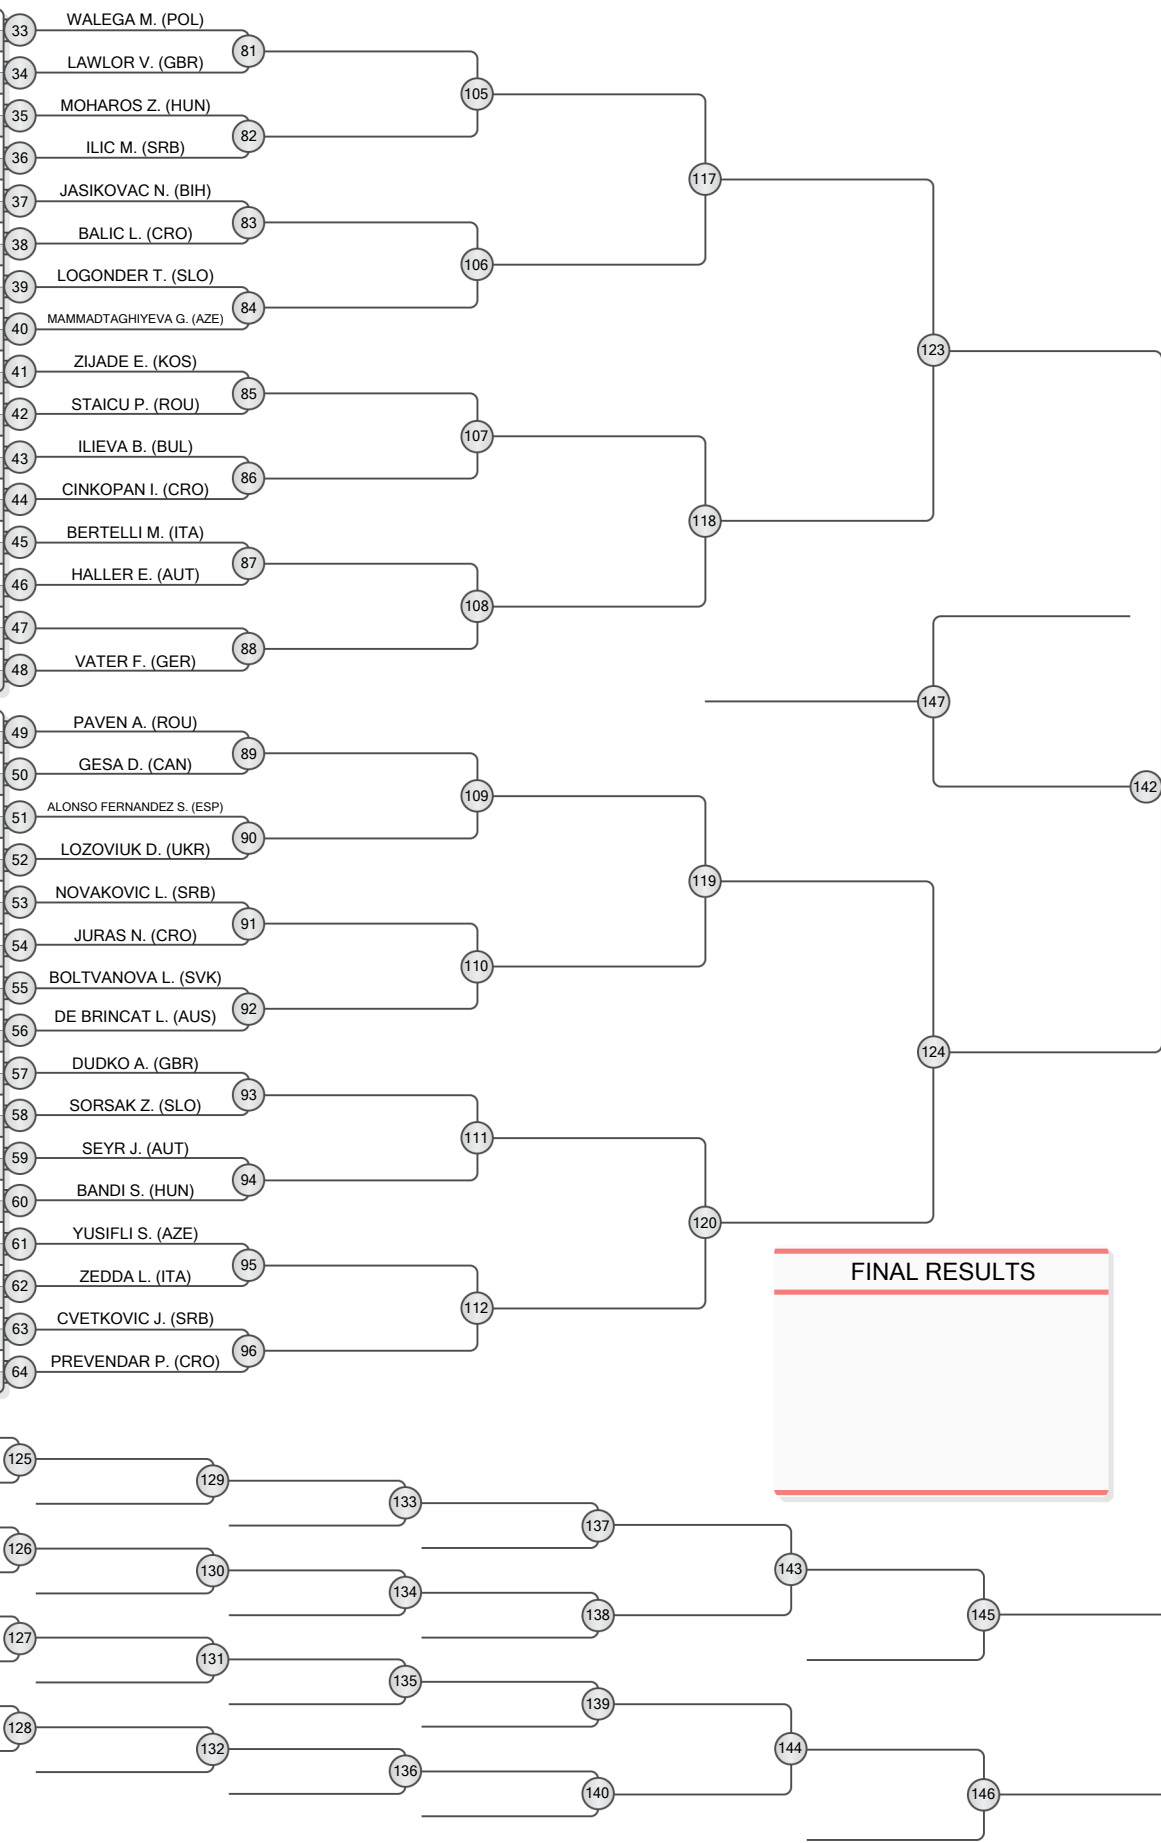 33 WALEGA M. (POL)
81
34 LAWLOR V. (GBR)
105
35 MOHAROS Z. (HUN)
82
36 ILIC M. (SRB)
117
37 JASIKOVAC N. (BIH)
83
38 BALIC L. (CRO)
106
39 LOGONDER T. (SLO)
84
40 MAMMADTAGHIYEVA G. (AZE)
123
41 ZIJADE E. (KOS)
85
42 STAICU P. (ROU)
107
43 ILIEVA B. (BUL)
86
44 CINKOPAN I. (CRO)
118
45 BERTELLI M. (ITA)
87
46 HALLER E. (AUT)
108
47
88
48 VATER F. (GER)
147
49 PAVEN A. (ROU)
89
50 GESA D. (CAN)
142
109
51 ALONSO FERNANDEZ S. (ESP)
90
52 LOZOVIUK D. (UKR)
119
53 NOVAKOVIC L. (SRB)
91
54 JURAS N. (CRO)
110
55 BOLTVANOVA L. (SVK)
92
56 DE BRINCAT L. (AUS)
124
57 DUDKO A. (GBR)
93
58 SORSAK Z. (SLO)
111
59 SEYR J. (AUT)
94
60 BANDI S. (HUN)
120
61 YUSIFLI S. (AZE)
95
62 ZEDDA L. (ITA)
112
63 CVETKOVIC J. (SRB)
96
64 PREVENDAR P. (CRO)
FINAL RESULTS
125
129
133
137
126
130
143
134
138
145
127
131
135
139
128
132
144
136
140
146